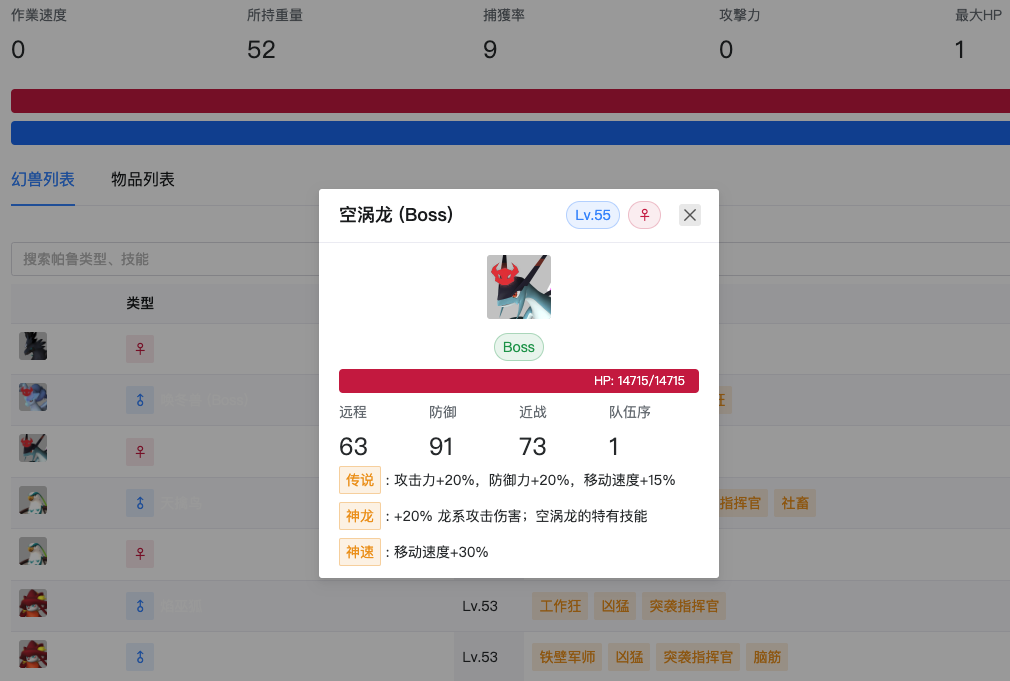 作業速度 所持重量 捕獲率 攻撃力 最大HP
0 52 9 0 1
幻兽列表 物品列表
搜索帕鲁类型、技能
类型
空涡龙 (Boss) Lv.55 ♀
Boss
HP: 14715/14715
远程 防御 近战 队伍序
63 91 73 1
传说 : 攻击力+20%，防御力+20%，移动速度+15%
神龙 : +20% 龙系攻击伤害；空涡龙的特有技能
神速 : 移动速度+30%
指挥官 社畜
Lv.53 工作狂 凶猛 突袭指挥官
Lv.53 铁壁军师 凶猛 突袭指挥官 脑筋